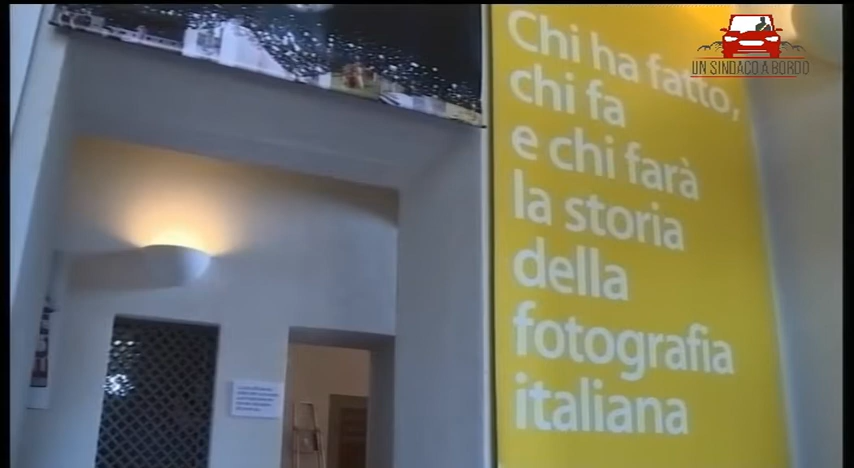 UN SINDACO A BORDO
Chi ha fatto,
chi fa
e chi farà
la storia
della
fotografia
italiana